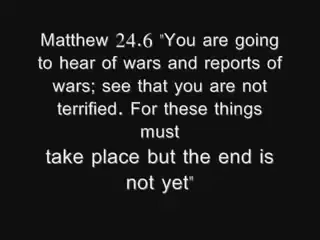 Matthew 24.6 "You are going
to hear of wars and reports of
wars; see that you are not
terrified. For these things
must
take place but the end is
not yet"